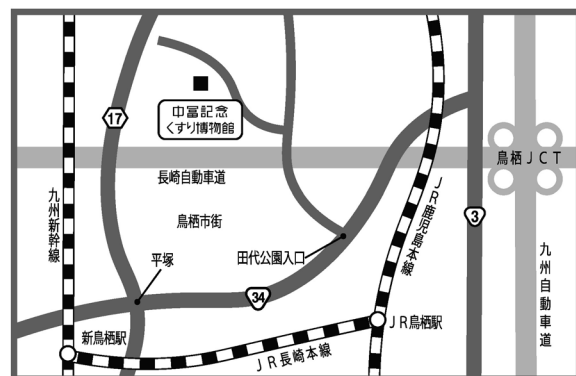 17
中冨記念
くすり博物館
鳥栖JCT
長崎自動車道
九州新幹線
鳥栖市街
JR鹿児島本線
3
平塚
田代公園入口
九州自動車道
34
新鳥栖駅
JR鳥栖駅
JR長崎本線